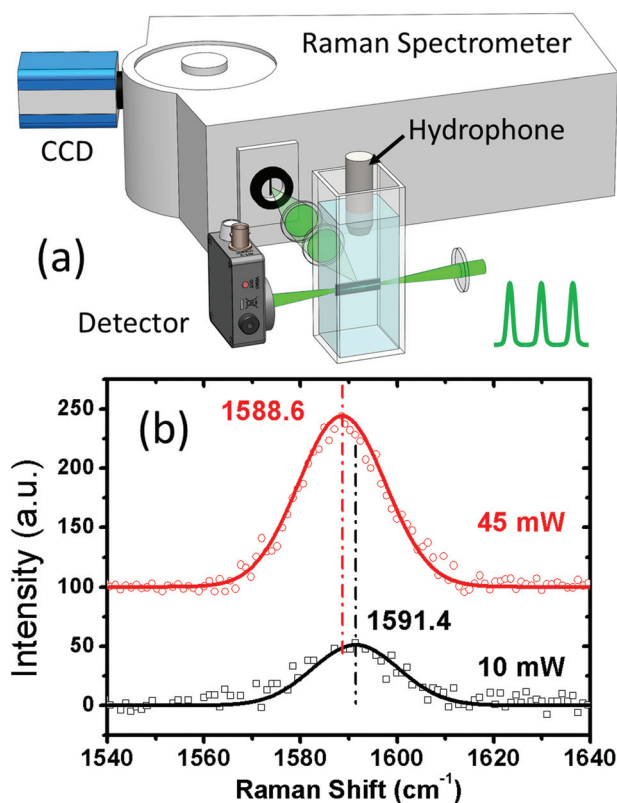 Raman Spectrometer
CCD
Hydrophone
(a)
Detector
(b)
1588.6
45 mW
1591.4
10 mW
250
200
150
100
50
0
Intensity (a.u.)
1540 1560 1580 1600 1620 1640
Raman Shift (cm⁻¹)